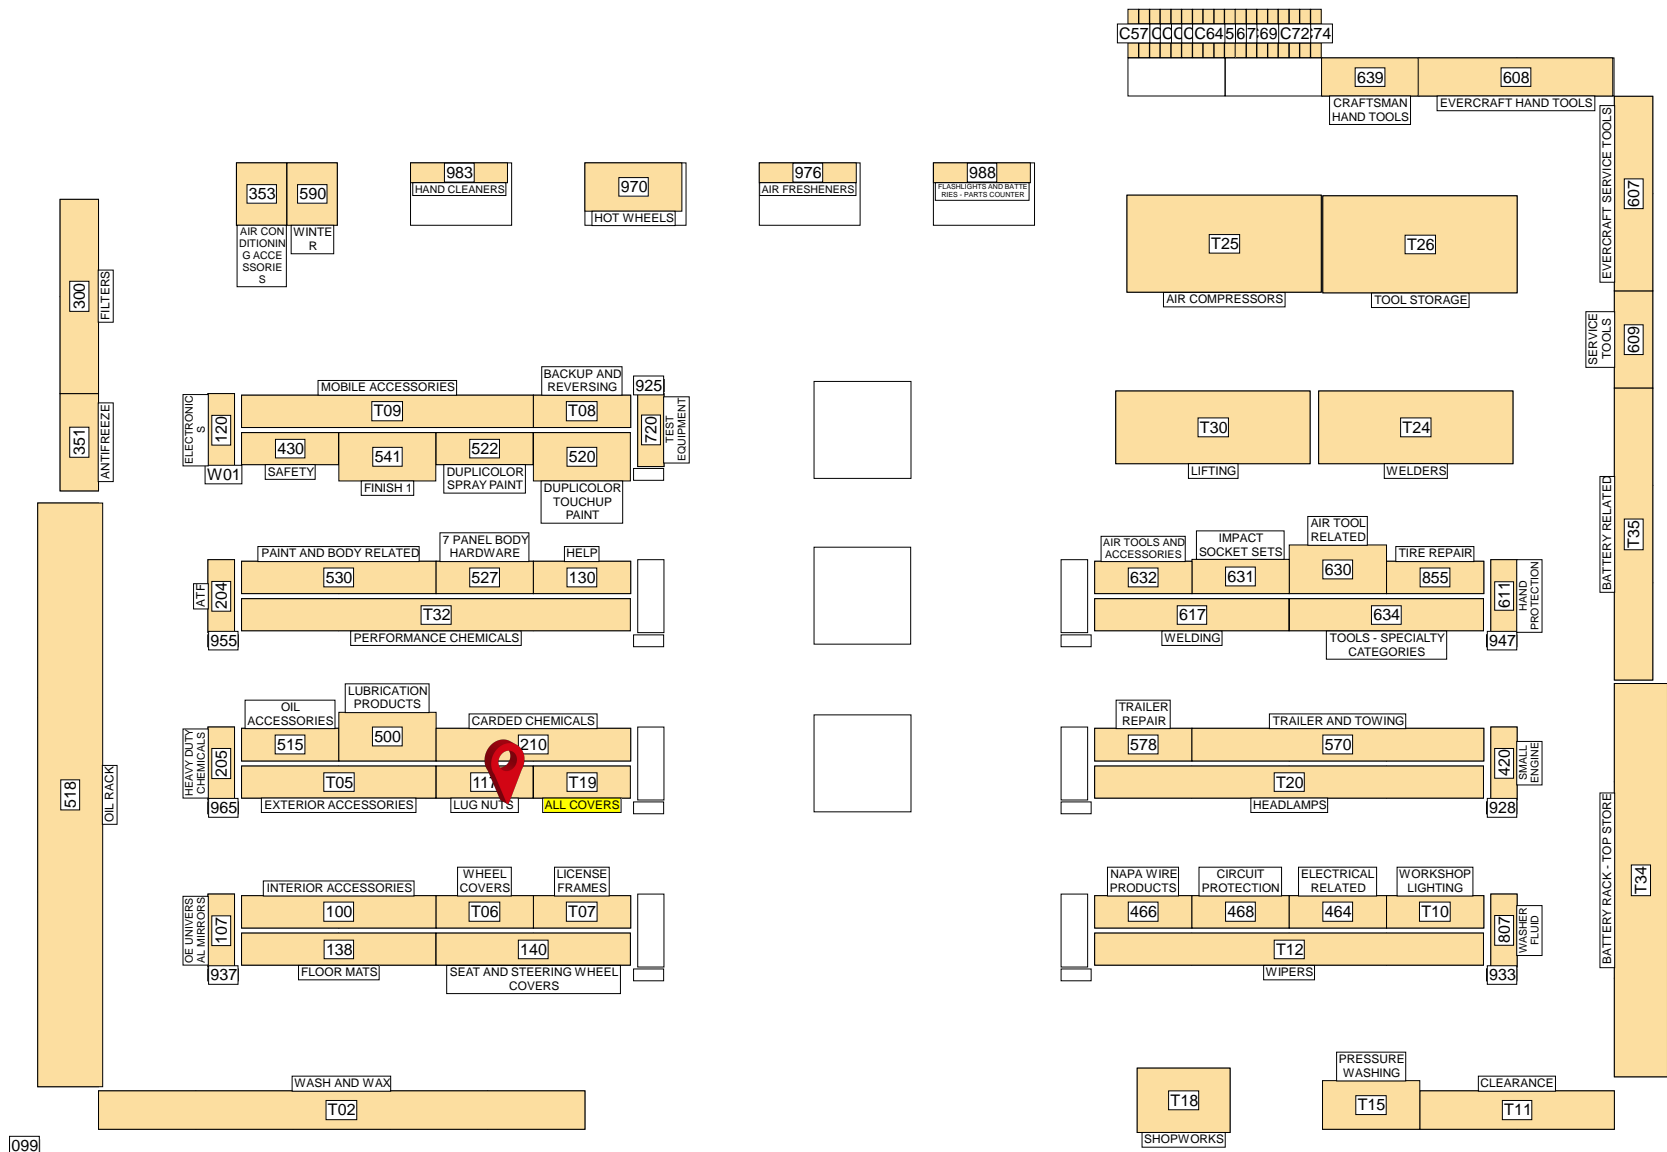 C57
C
C
C
C
C64
5
6
7
C69
C72
74
639
608
CRAFTSMAN
HAND TOOLS
EVERCRAFT HAND TOOLS
EVERCRAFT SERVICE TOOLS
607
353
590
983
HAND CLEANERS
970
HOT WHEELS
976
AIR FRESHENERS
988
FLASHLIGHTS AND BATTE
RIES - PARTS COUNTER
AIR CON
DITIONIN
G ACCE
SSORIE
S
WINTE
R
T25
AIR COMPRESSORS
T26
TOOL STORAGE
300
FILTERS
SERVICE
TOOLS
609
351
ANTIFREEZE
MOBILE ACCESSORIES
BACKUP AND
REVERSING
925
ELECTRONIC
S
120
T09
T08
720
TEST
EQUIPMENT
W01
430
SAFETY
541
FINISH 1
522
DUPLICOLOR
SPRAY PAINT
520
DUPLICOLOR
TOUCHUP
PAINT
T30
LIFTING
T24
WELDERS
BATTERY RELATED
T35
PAINT AND BODY RELATED
7 PANEL BODY
HARDWARE
HELP
ATF
204
530
527
130
T32
955
PERFORMANCE CHEMICALS
AIR TOOLS AND
ACCESSORIES
IMPACT
SOCKET SETS
AIR TOOL
RELATED
TIRE REPAIR
632
631
630
855
611
HAND
PROTECTION
617
634
WELDING
TOOLS - SPECIALTY
CATEGORIES
947
518
OIL RACK
OIL
ACCESSORIES
LUBRICATION
PRODUCTS
CARDED CHEMICALS
HEAVY DUTY
CHEMICALS
205
515
500
210
T05
117
T19
965
EXTERIOR ACCESSORIES
LUG NUTS
ALL COVERS
TRAILER
REPAIR
TRAILER AND TOWING
578
570
420
SMALL
ENGINE
T20
HEADLAMPS
928
BATTERY RACK - TOP STORE
T34
INTERIOR ACCESSORIES
WHEEL
COVERS
LICENSE
FRAMES
OE UNIVERS
AL MIRRORS
107
100
T06
T07
138
140
937
FLOOR MATS
SEAT AND STEERING WHEEL
COVERS
NAPA WIRE
PRODUCTS
CIRCUIT
PROTECTION
ELECTRICAL
RELATED
WORKSHOP
LIGHTING
466
468
464
T10
807
WASHER
FLUID
T12
WIPERS
933
WASH AND WAX
T02
T18
SHOPWORKS
PRESSURE
WASHING
T15
CLEARANCE
T11
099